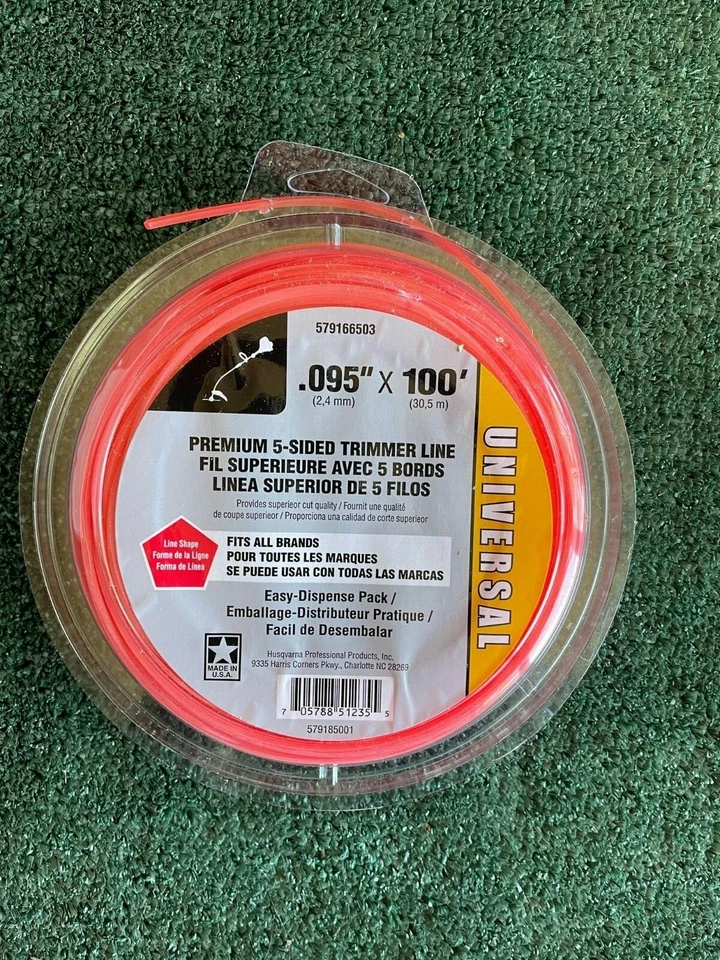 579166503
.095" X 100'
(2,4 mm) (30,5 m)
PREMIUM 5-SIDED TRIMMER LINE
FIL SUPERIEURE AVEC 5 BORDS
LINEA SUPERIOR DE 5 FILOS
Provides superieor cut quality / Fournit une qualité
de coupe superieor / Proporciona una calidad de corte superieor
Line Shape
Forme de la Ligne
Forma de Línea
FITS ALL BRANDS
POUR TOUTES LES MARQUES
SE PUEDE USAR CON TODAS LAS MARCAS
Easy-Dispense Pack /
Emballage-Distributeur Pratique /
Facil de Desembalar
UNIVERSAL
MADE IN
U.S.A.
Husqvarna Professional Products, Inc.
9335 Harris Corners Pkwy., Charlotte NC 28269
7 05788 51235 5
579185001